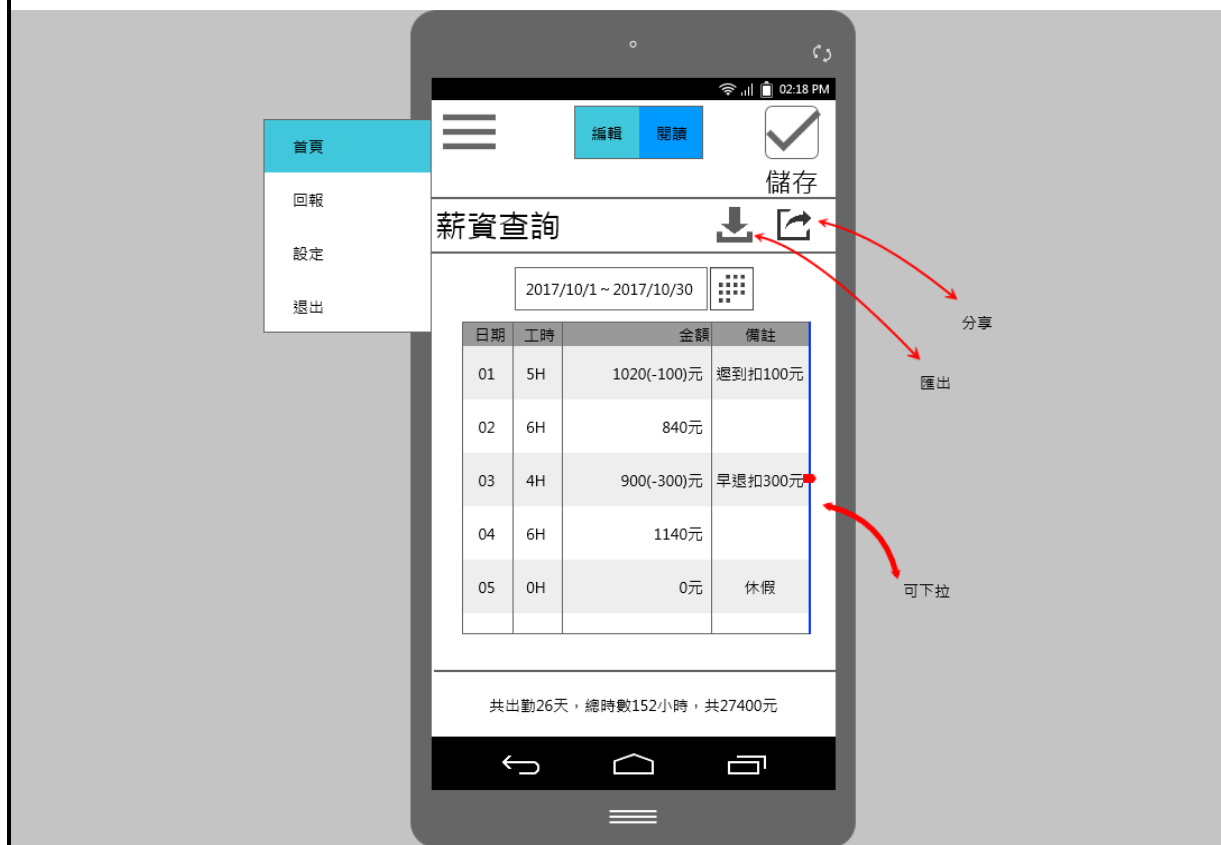 02:18 PM
編輯 閱讀
儲存
首頁
回報
設定
退出
薪資查詢
2017/10/1 ~ 2017/10/30
日期 工時 金額 備註
01 5H 1020(-100)元 遲到扣100元
02 6H 840元
03 4H 900(-300)元 早退扣300元
04 6H 1140元
05 0H 0元 休假
共出勤26天，總時數152小時，共27400元
分享
匯出
可下拉